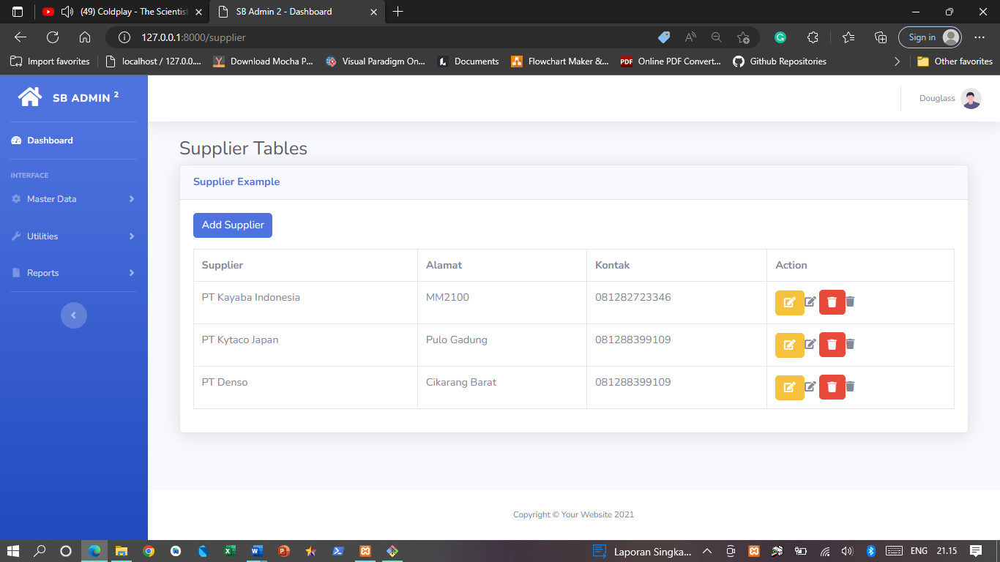 (49) Coldplay - The Scientist
SB Admin 2 - Dashboard
127.0.0.1:8000/supplier
Sign in
Import favorites
localhost / 127.0.0....
Download Mocha P...
Visual Paradigm On...
Documents
Flowchart Maker &...
PDF
Online PDF Convert...
Github Repositories
Other favorites
SB ADMIN 2
Douglass
Dashboard
INTERFACE
Master Data
Utilities
Reports
Supplier Tables
Supplier Example
Add Supplier
Supplier Alamat Kontak Action
PT Kayaba Indonesia MM2100 081282723346
PT Kytaco Japan Pulo Gadung 081288399109
PT Denso Cikarang Barat 081288399109
Copyright © Your Website 2021
Laporan Singka...
ENG
21.15